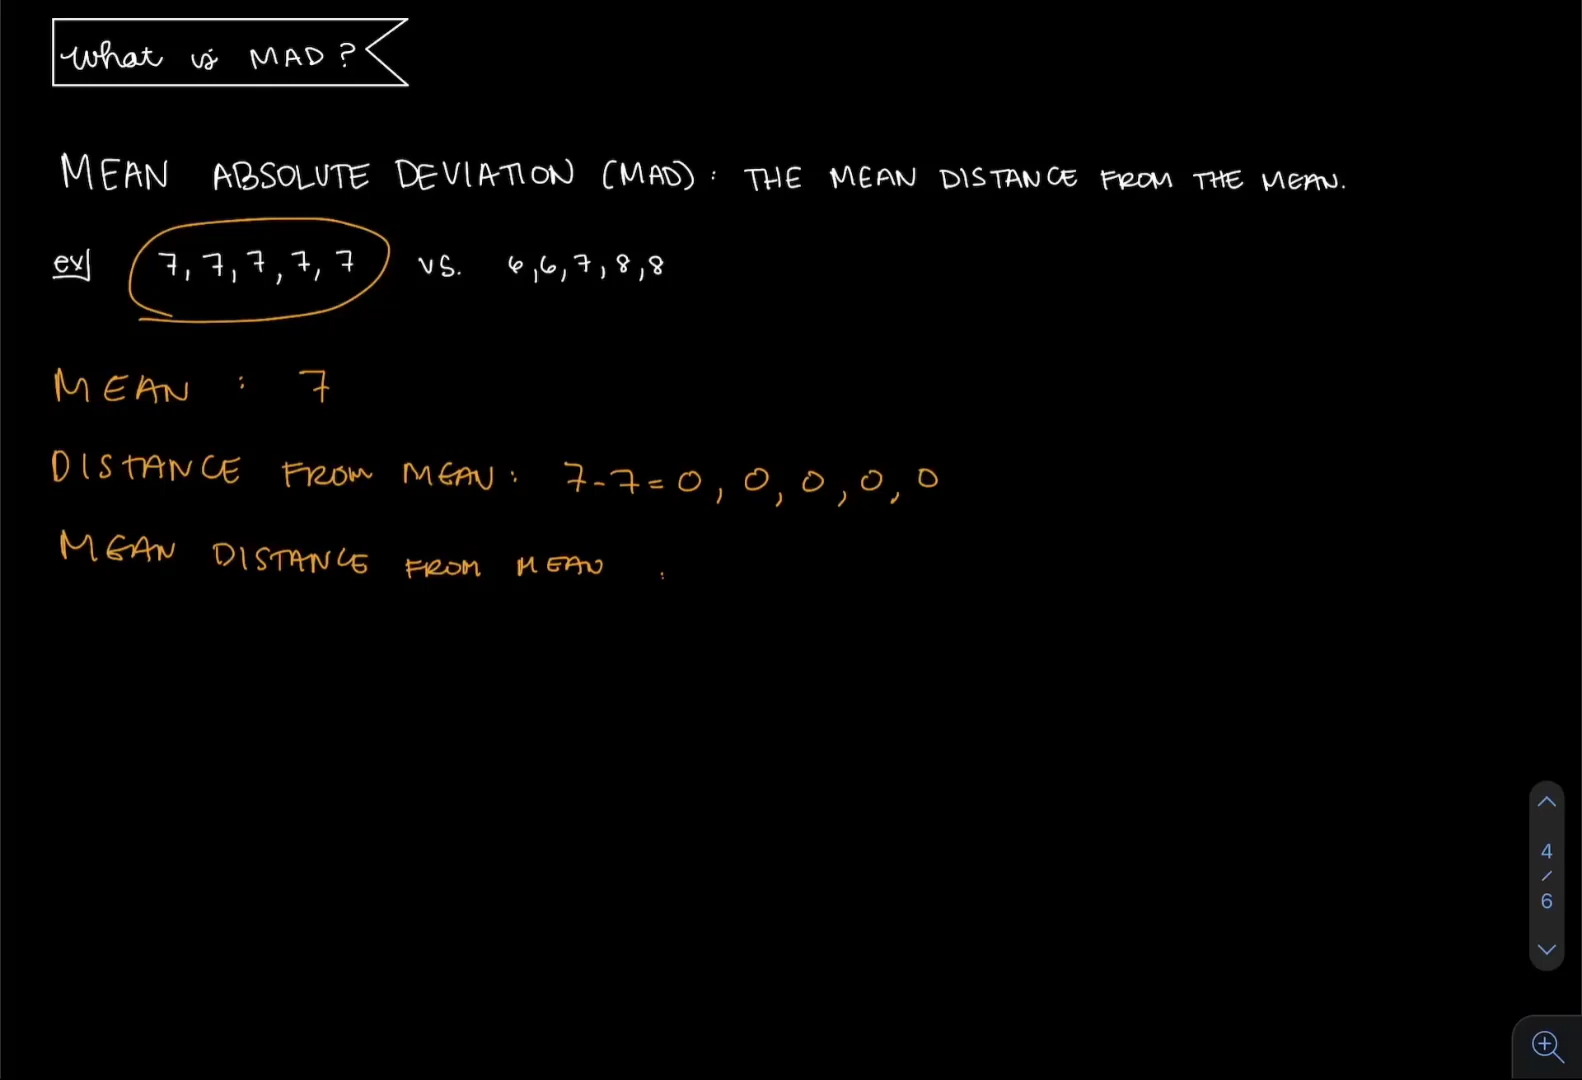 What is MAD?
MEAN ABSOLUTE DEVIATION (MAD): THE MEAN DISTANCE FROM THE MEAN.
ex] 7, 7, 7, 7, 7 VS. 6, 6, 7, 8, 8
MEAN : 7
DISTANCE FROM MEAN: 7-7=0, 0, 0, 0, 0
MEAN DISTANCE FROM MEAN :
4
/
6